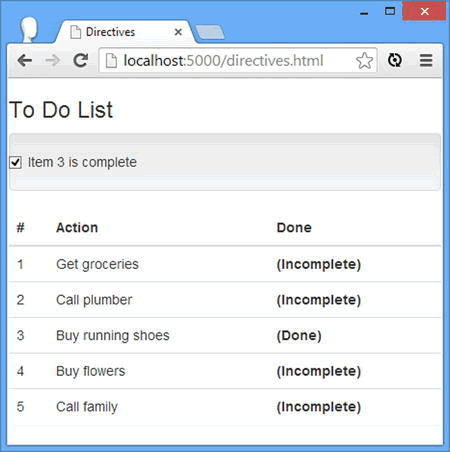 Directives
localhost:5000/directives.html
To Do List
Item 3 is complete
# Action Done
1 Get groceries (Incomplete)
2 Call plumber (Incomplete)
3 Buy running shoes (Done)
4 Buy flowers (Incomplete)
5 Call family (Incomplete)